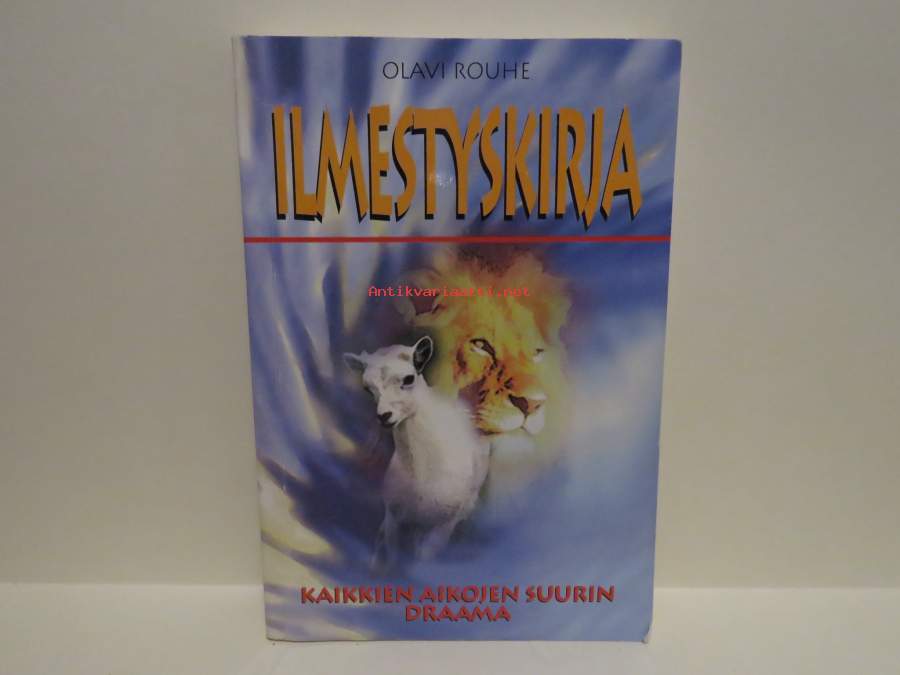 OLAVI ROUHE
ILMESTYSKIRJA
Antikvariaatti.net
KAIKKIEN AIKOJEN SUURIN
DRAAMA